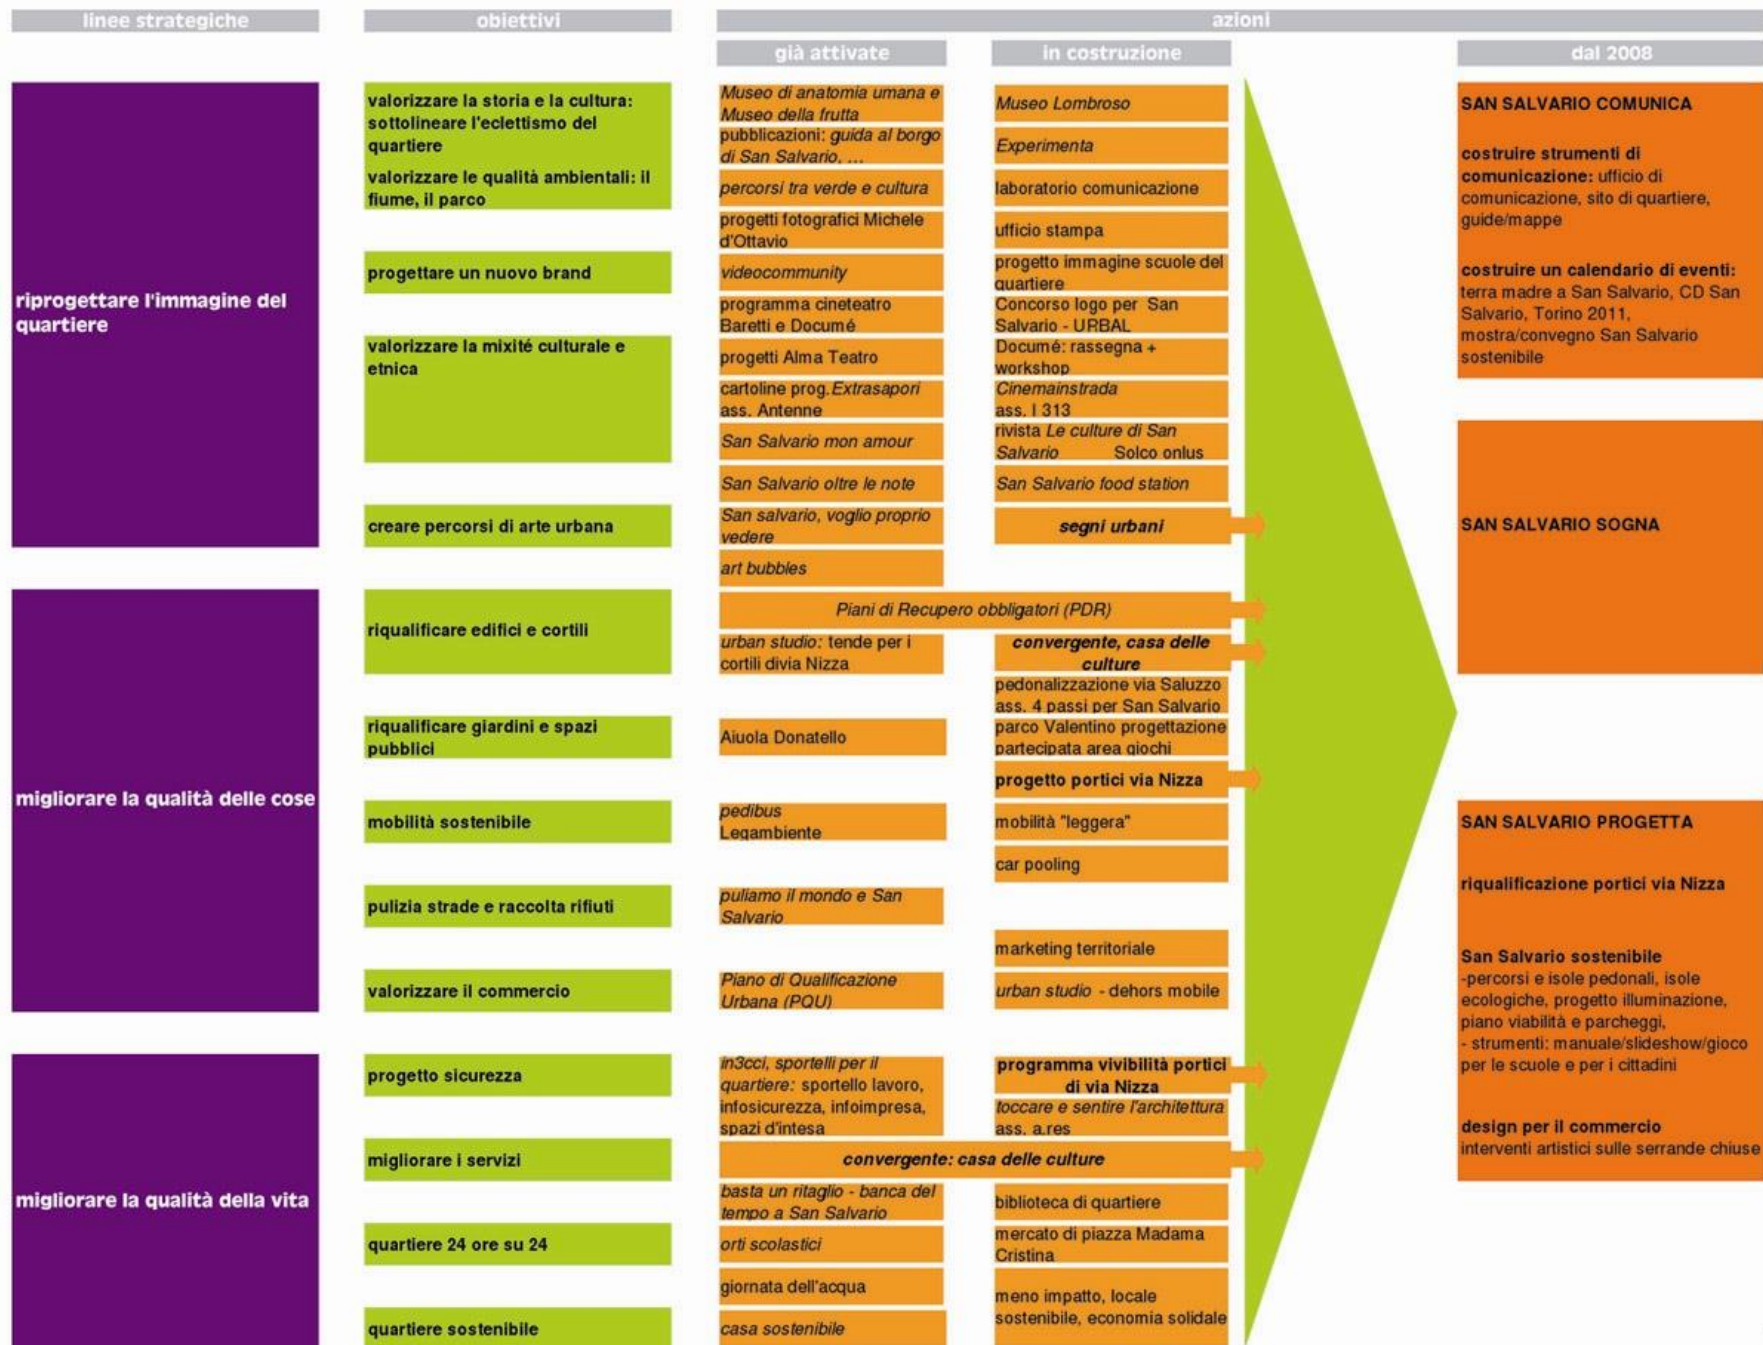 linee strategiche
obiettivi
azioni
già attivate
in costruzione
dal 2008
riprogettare l'immagine del
quartiere
migliorare la qualità delle cose
migliorare la qualità della vita
valorizzare la storia e la cultura:
sottolineare l'eclettismo del
quartiere
valorizzare le qualità ambientali: il
fiume, il parco
progettare un nuovo brand
valorizzare la mixité culturale e
etnica
creare percorsi di arte urbana
riqualificare edifici e cortili
riqualificare giardini e spazi
pubblici
mobilità sostenibile
pulizia strade e raccolta rifiuti
valorizzare il commercio
progetto sicurezza
migliorare i servizi
quartiere 24 ore su 24
quartiere sostenibile
Museo di anatomia umana e
Museo della frutta
pubblicazioni: guida al borgo
di San Salvario, ...
percorsi tra verde e cultura
progetti fotografici Michele
d'Ottavio
videocommunity
programma cineteatro
Baretti e Documé
progetti Alma Teatro
cartoline prog.Extrasapori
ass. Antenne
San Salvario mon amour
San Salvario oltre le note
San salvario, voglio proprio
vedere
art bubbles
Piani di Recupero obbligatori (PDR)
urban studio: tende per i
cortili divia Nizza
Aiuola Donatello
pedibus
Legambiente
puliamo il mondo e San
Salvario
Piano di Qualificazione
Urbana (PQU)
in3cci, sportelli per il
quartiere: sportello lavoro,
infosicurezza, infoimpresa,
spazi d'intesa
convergente: casa delle culture
basta un ritaglio - banca del
tempo a San Salvario
orti scolastici
giornata dell'acqua
casa sostenibile
Museo Lombroso
Experimenta
laboratorio comunicazione
ufficio stampa
progetto immagine scuole del
quartiere
Concorso logo per San
Salvario - URBAL
Documé: rassegna +
workshop
Cinemainstrada
ass. I 313
rivista Le culture di San
Salvario Solco onlus
San Salvario food station
segni urbani
convergente, casa delle
culture
pedonalizzazione via Saluzzo
ass. 4 passi per San Salvario
parco Valentino progettazione
partecipata area giochi
progetto portici via Nizza
mobilità "leggera"
car pooling
marketing territoriale
urban studio - dehors mobile
programma vivibilità portici
di via Nizza
toccare e sentire l'architettura
ass. a.res
biblioteca di quartiere
mercato di piazza Madama
Cristina
meno impatto, locale
sostenibile, economia solidale
SAN SALVARIO COMUNICA
costruire strumenti di
comunicazione: ufficio di
comunicazione, sito di quartiere,
guide/mappe
costruire un calendario di eventi:
terra madre a San Salvario, CD San
Salvario, Torino 2011,
mostra/convegno San Salvario
sostenibile
SAN SALVARIO SOGNA
SAN SALVARIO PROGETTA
riqualificazione portici via Nizza
San Salvario sostenibile
-percorsi e isole pedonali, isole
ecologiche, progetto illuminazione,
piano viabilità e parcheggi,
- strumenti: manuale/slideshow/gioco
per le scuole e per i cittadini
design per il commercio
interventi artistici sulle serrande chiuse